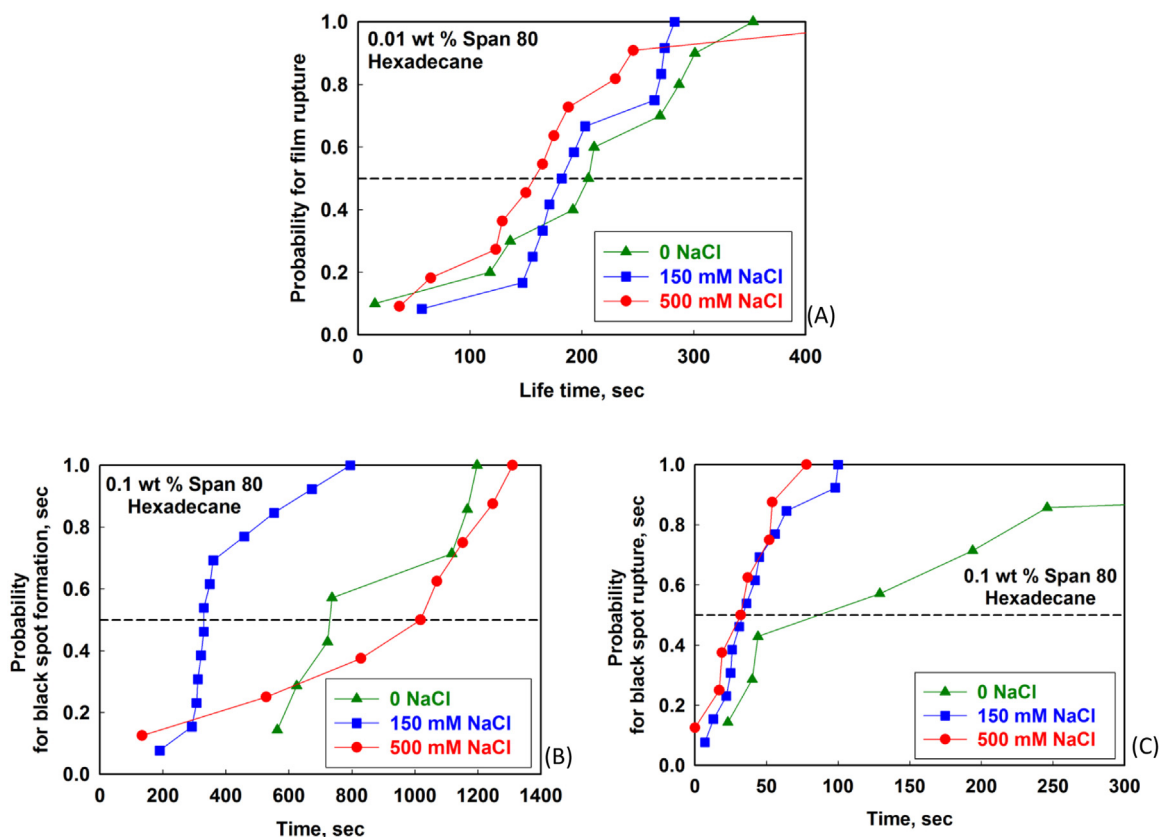 0.01 wt % Span 80
Hexadecane
Probability for film rupture
1.0
0.8
0.6
0.4
0.2
0.0
0 NaCl
150 mM NaCl
500 mM NaCl
0 100 200 300 400
Life time, sec
(A)
0.1 wt % Span 80
Hexadecane
Probability
for black spot formation, sec
1.0
0.8
0.6
0.4
0.2
0.0
0 NaCl
150 mM NaCl
500 mM NaCl
0 200 400 600 800 1000 1200 1400
Time, sec
(B)
Probability
for black spot rupture, sec
1.0
0.8
0.6
0.4
0.2
0.0
0.1 wt % Span 80
Hexadecane
0 NaCl
150 mM NaCl
500 mM NaCl
0 50 100 150 200 250 300
Time, sec
(C)